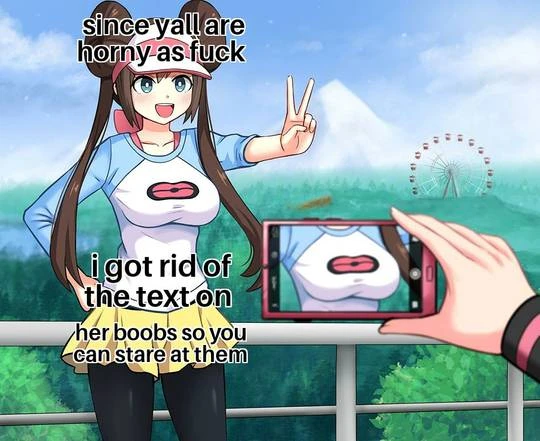 since yall are
horny as fuck
i got rid of
the text on
her boobs so you
can stare at them